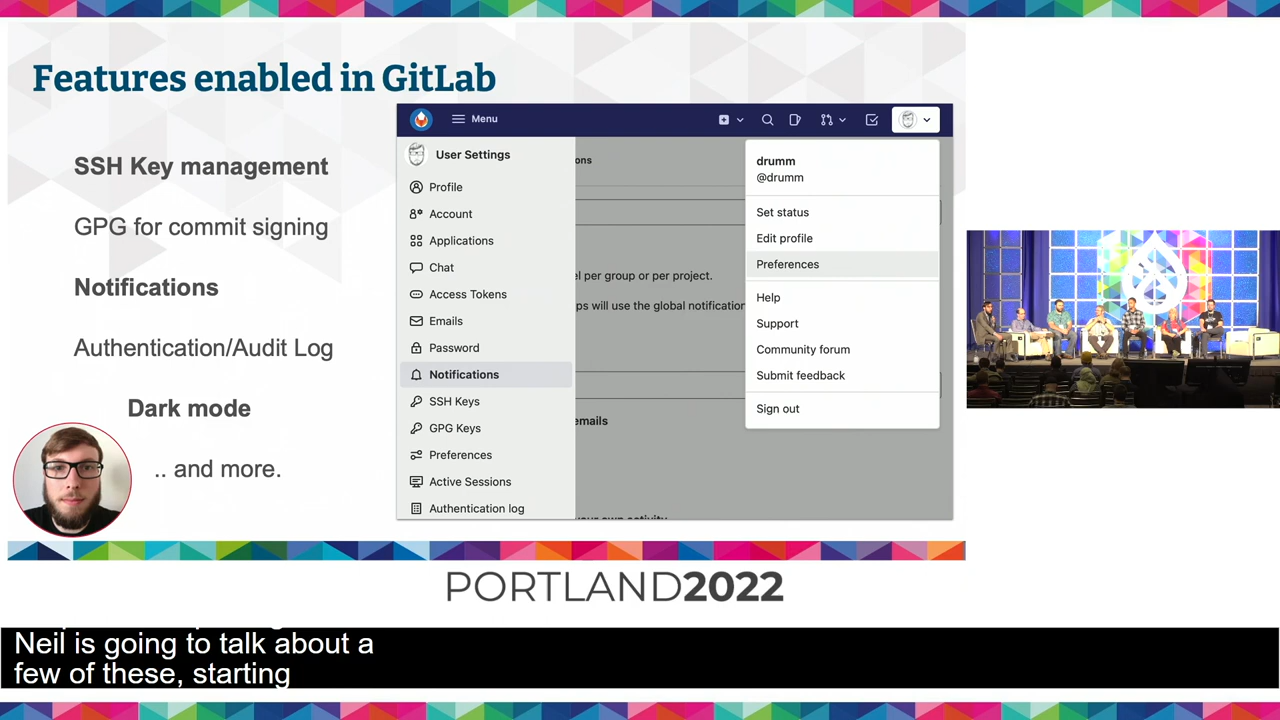 Features enabled in GitLab
SSH Key management
GPG for commit signing
Notifications
Authentication/Audit Log
Dark mode
.. and more.
Menu
User Settings
Profile
Account
Applications
Chat
Access Tokens
Emails
Password
Notifications
SSH Keys
GPG Keys
Preferences
Active Sessions
Authentication log
ons
el per group or per project.
ps will use the global notification
emails
your own activity
drumm
@drumm
Set status
Edit profile
Preferences
Help
Support
Community forum
Submit feedback
Sign out
PORTLAND2022
Neil is going to talk about a
few of these, starting